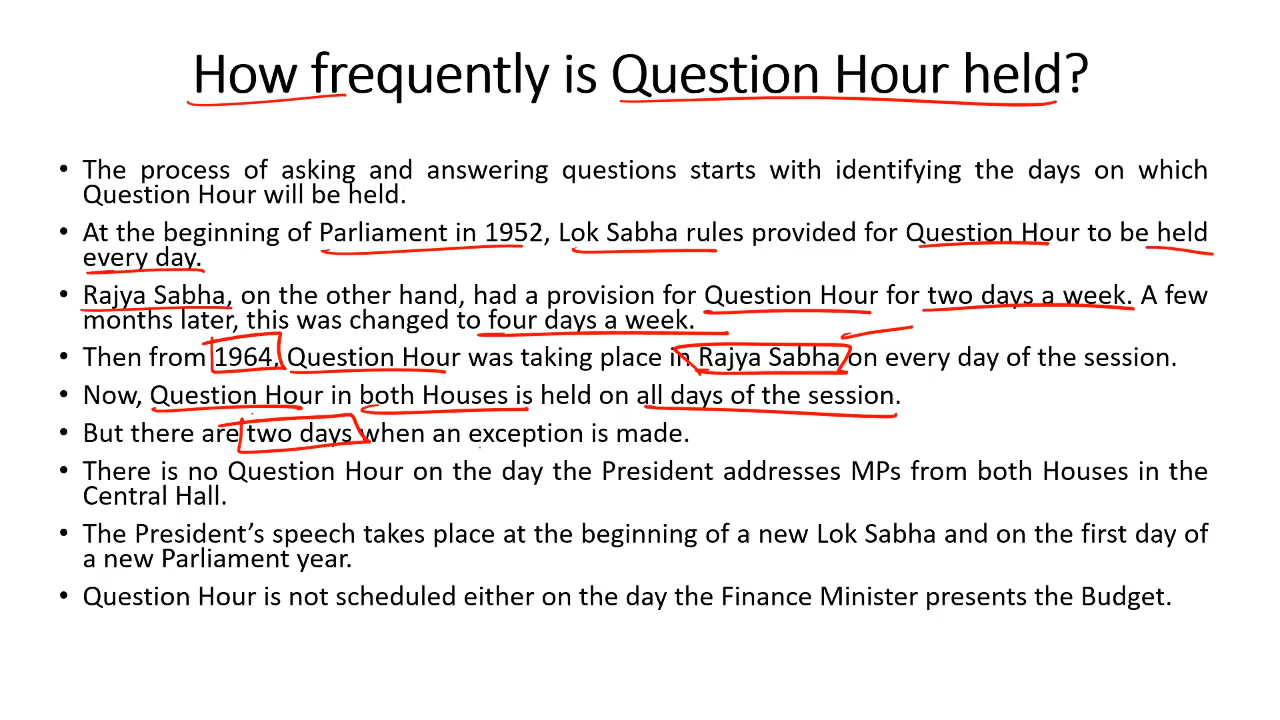 How frequently is Question Hour held?
• The process of asking and answering questions starts with identifying the days on which
Question Hour will be held.
• At the beginning of Parliament in 1952, Lok Sabha rules provided for Question Hour to be held
every day.
• Rajya Sabha, on the other hand, had a provision for Question Hour for two days a week. A few
months later, this was changed to four days a week.
• Then from 1964, Question Hour was taking place in Rajya Sabha on every day of the session.
• Now, Question Hour in both Houses is held on all days of the session.
• But there are two days when an exception is made.
• There is no Question Hour on the day the President addresses MPs from both Houses in the
Central Hall.
• The President’s speech takes place at the beginning of a new Lok Sabha and on the first day of
a new Parliament year.
• Question Hour is not scheduled either on the day the Finance Minister presents the Budget.